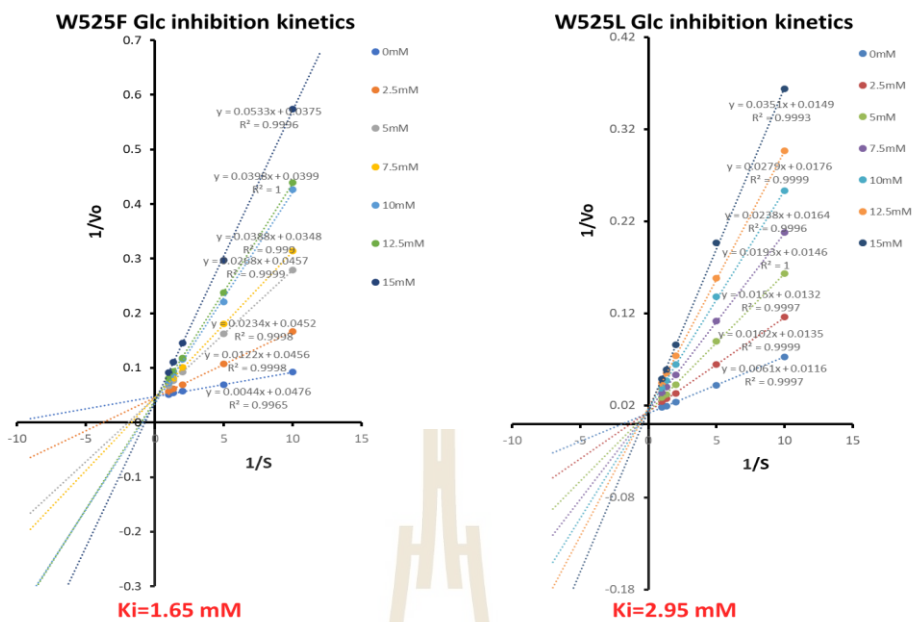 W525F Glc inhibition kinetics
0.7
0.6
0.5
0.4
0.3
0.2
0.1
0
-0.1
-0.2
-0.3
-10
-5
0
5
10
15
1/Vo
1/S
y = 0.0533x + 0.0375
R² = 0.9996
y = 0.0398x + 0.0399
R² = 1
y = 0.0388x + 0.0348
R² = 0.999
y = 0.0268x + 0.0457
R² = 0.9999
y = 0.0234x + 0.0452
R² = 0.9998
y = 0.0122x + 0.0456
R² = 0.9998
y = 0.0044x + 0.0476
R² = 0.9965
0mM
2.5mM
5mM
7.5mM
10mM
12.5mM
15mM
Ki=1.65 mM
W525L Glc inhibition kinetics
0.42
0.32
0.22
0.12
0.02
-0.08
-0.18
-10
-5
0
5
10
15
1/Vo
1/S
y = 0.0351x + 0.0149
R² = 0.9993
y = 0.0279x + 0.0176
R² = 0.9999
y = 0.0238x + 0.0164
R² = 0.9996
y = 0.0193x + 0.0146
R² = 1
y = 0.015x + 0.0132
R² = 0.9997
y = 0.0102x + 0.0135
R² = 0.9999
y = 0.0061x + 0.0116
R² = 0.9997
0mM
2.5mM
5mM
7.5mM
10mM
12.5mM
15mM
Ki=2.95 mM